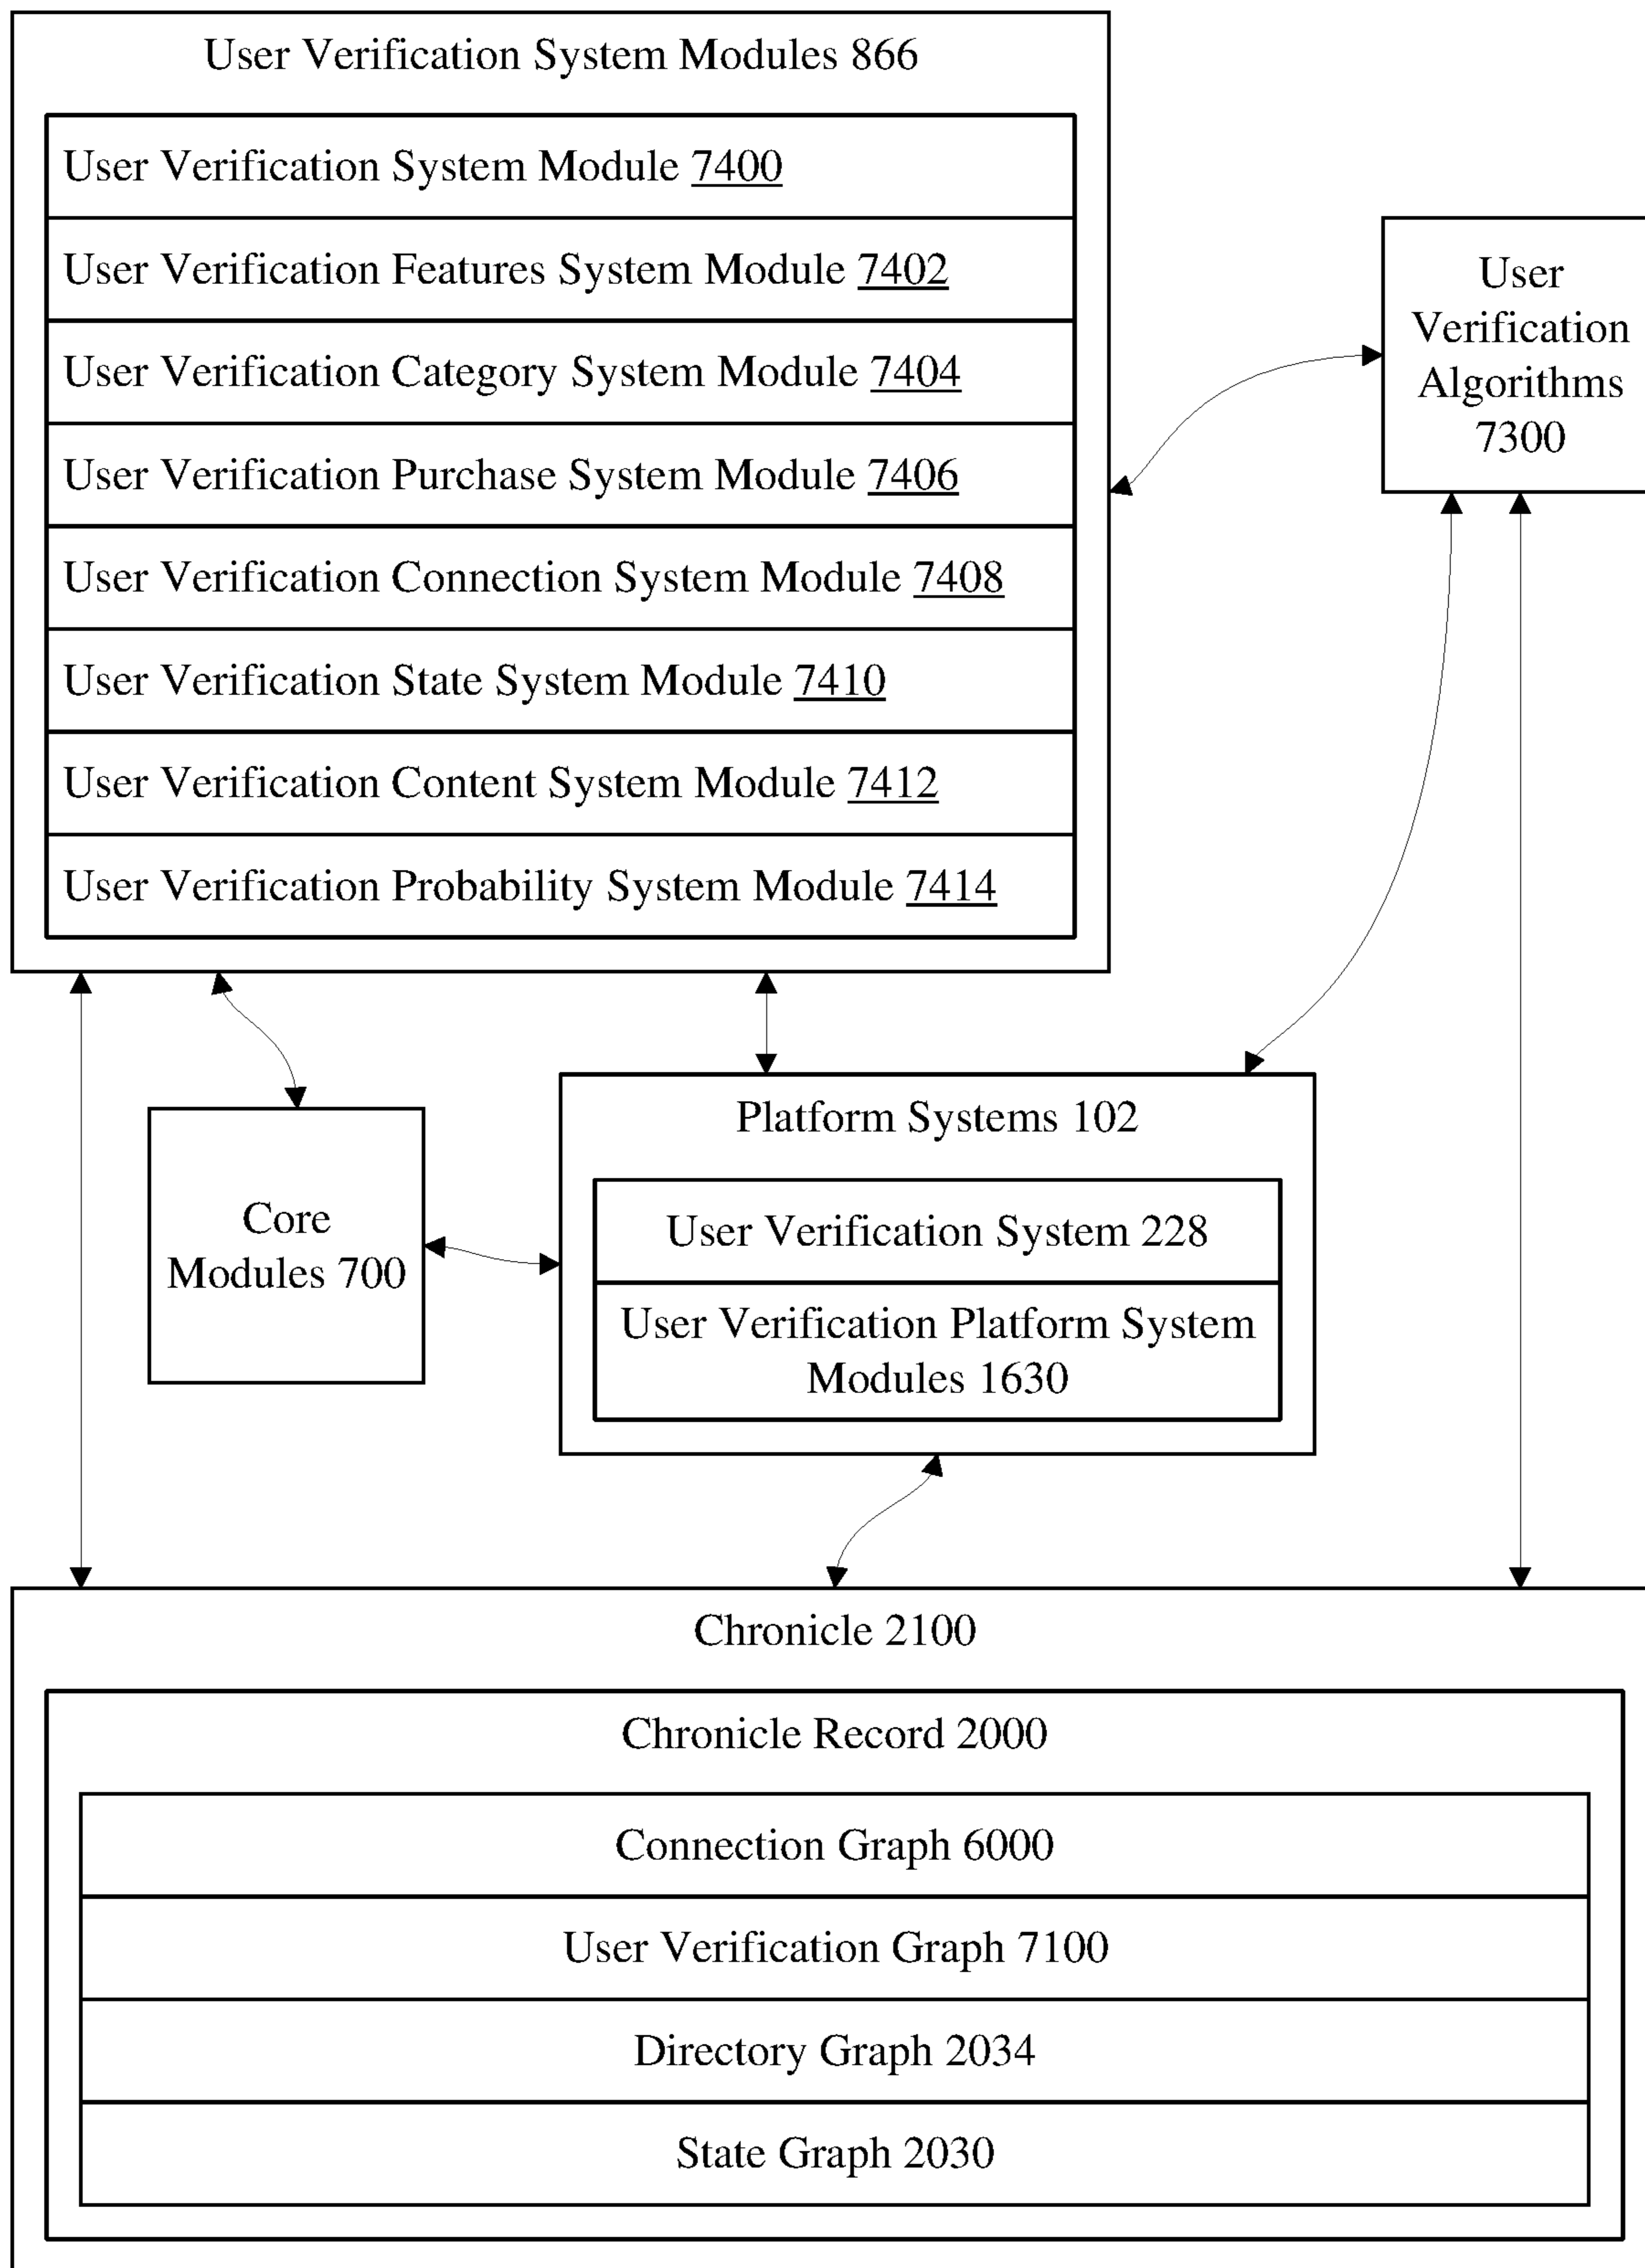 User Verification System Modules 866
User Verification System Module 7400
User Verification Features System Module 7402
User Verification Category System Module 7404
User Verification Purchase System Module 7406
User Verification Connection System Module 7408
User Verification State System Module 7410
User Verification Content System Module 7412
User Verification Probability System Module 7414
User
Verification
Algorithms
7300
Core
Modules 700
Platform Systems 102
User Verification System 228
User Verification Platform System
Modules 1630
Chronicle 2100
Chronicle Record 2000
Connection Graph 6000
User Verification Graph 7100
Directory Graph 2034
State Graph 2030